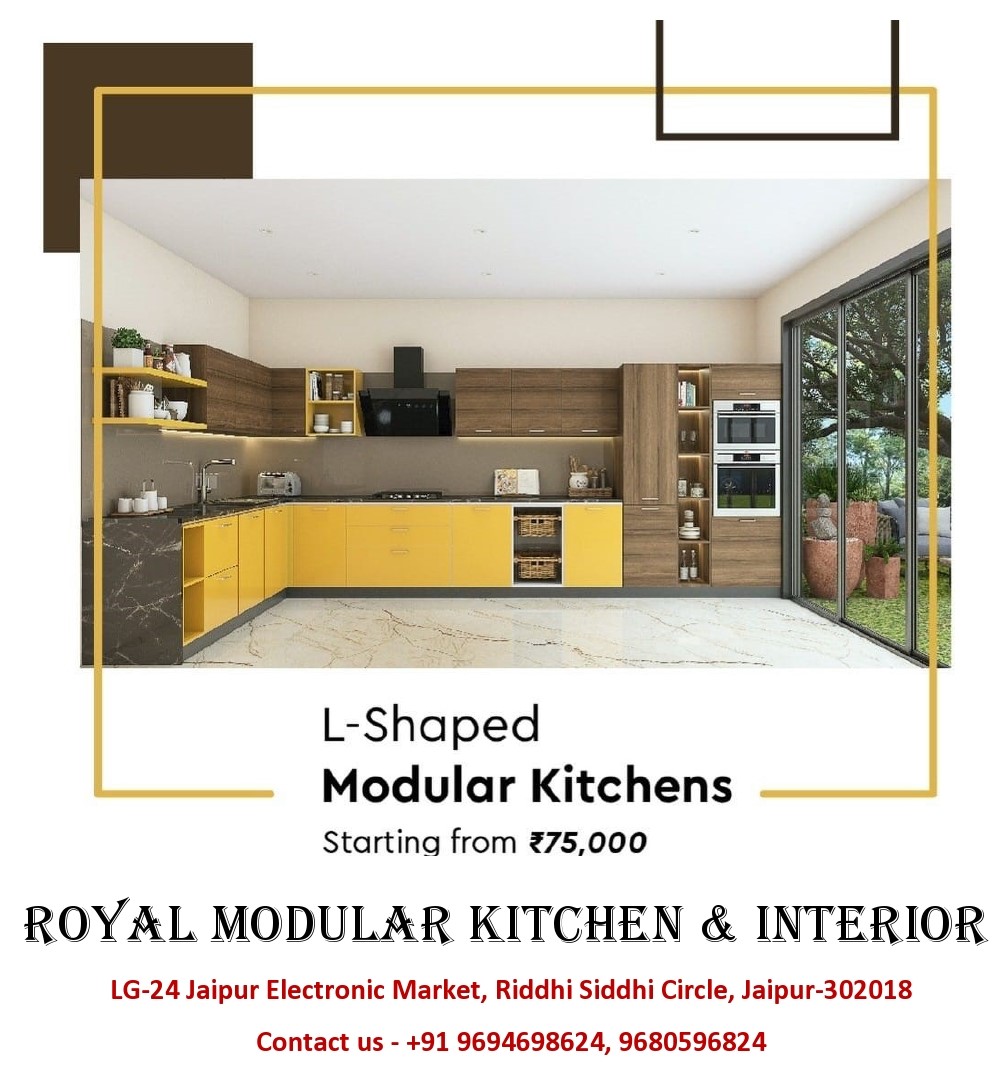 L-Shaped
Modular Kitchens
Starting from ₹75,000
ROYAL MODULAR KITCHEN & INTERIOR
LG-24 Jaipur Electronic Market, Riddhi Siddhi Circle, Jaipur-302018
Contact us - +91 9694698624, 9680596824